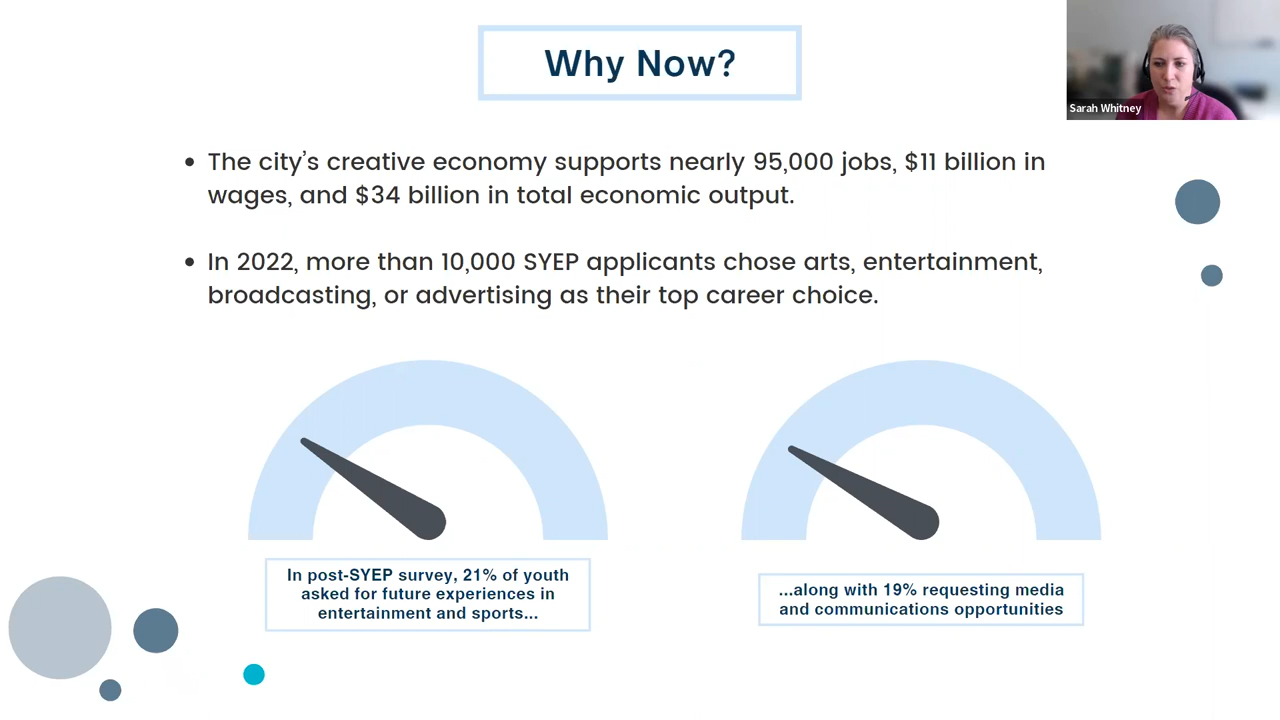 Why Now?
Sarah Whitney
• The city’s creative economy supports nearly 95,000 jobs, $11 billion in
wages, and $34 billion in total economic output.
• In 2022, more than 10,000 SYEP applicants chose arts, entertainment,
broadcasting, or advertising as their top career choice.
In post-SYEP survey, 21% of youth
asked for future experiences in
entertainment and sports...
...along with 19% requesting media
and communications opportunities